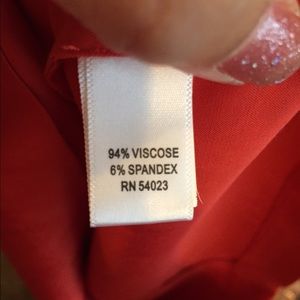 94% VISCOSE
6% SPANDEX
RN 54023